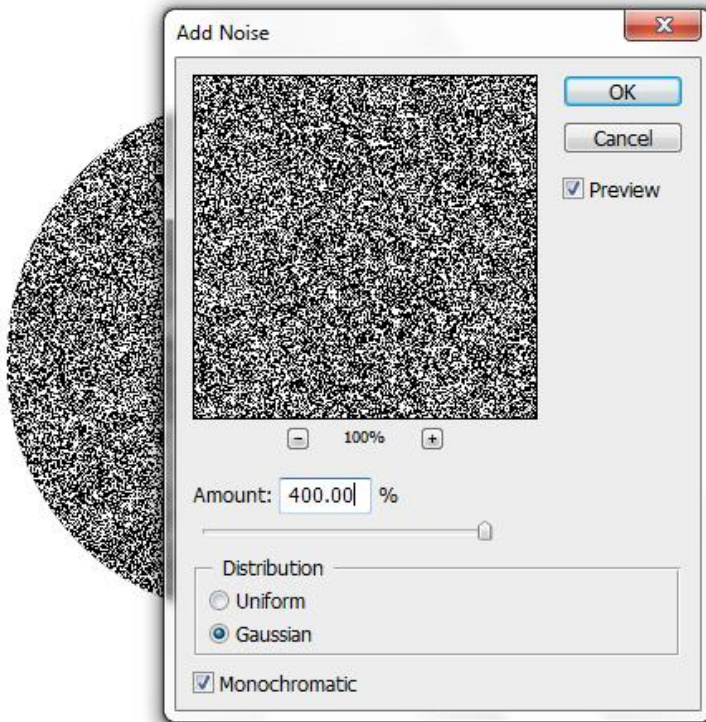 Add Noise
OK
Cancel
Preview
100%
Amount: 400.00 %
Distribution
Uniform
Gaussian
Monochromatic